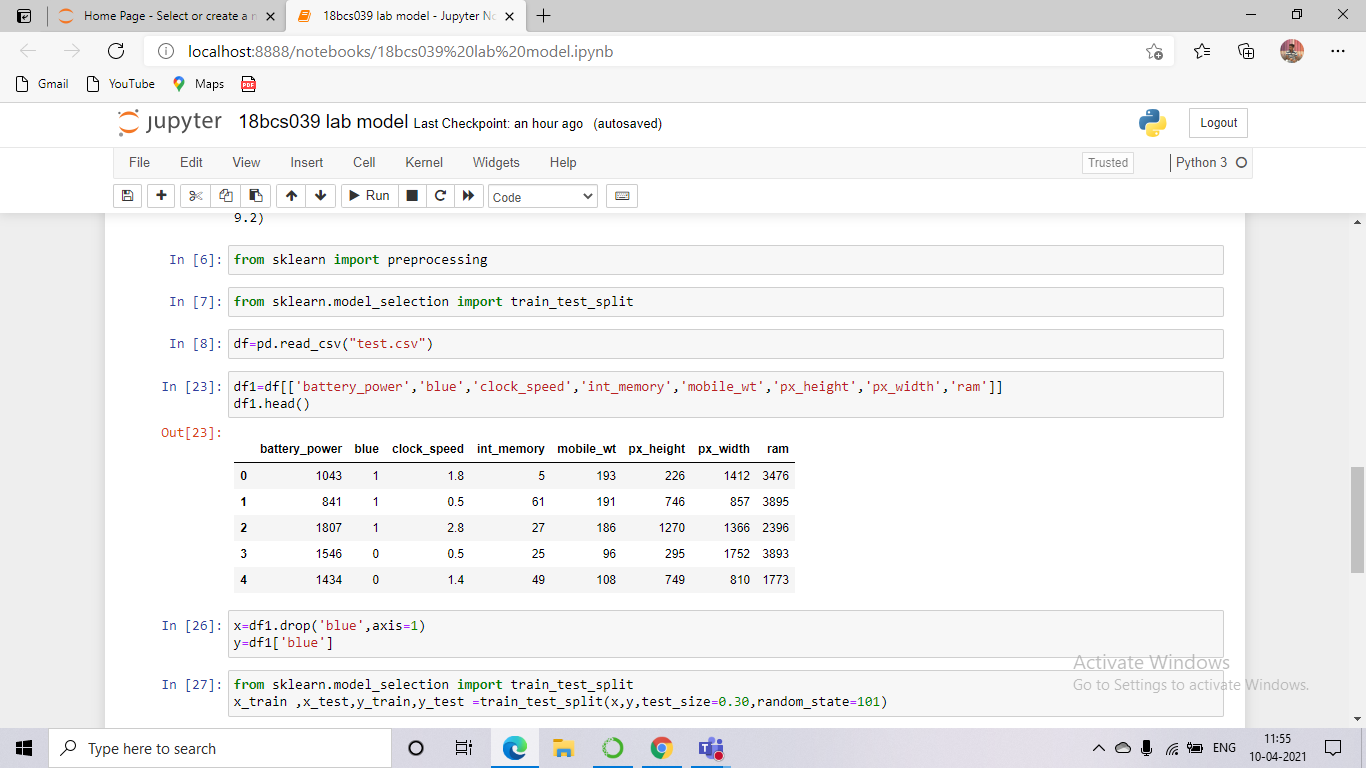 Home Page - Select or create a n
18bcs039 lab model - Jupyter No
localhost:8888/notebooks/18bcs039%20lab%20model.ipynb
Gmail YouTube Maps PDF
jupyter 18bcs039 lab model Last Checkpoint: an hour ago (autosaved) Logout
File Edit View Insert Cell Kernel Widgets Help Trusted Python 3
Run Code
9.2)
In [6]: from sklearn import preprocessing
In [7]: from sklearn.model_selection import train_test_split
In [8]: df=pd.read_csv("test.csv")
In [23]: df1=df[['battery_power','blue','clock_speed','int_memory','mobile_wt','px_height','px_width','ram']]
df1.head()
Out[23]:
battery_power blue clock_speed int_memory mobile_wt px_height px_width ram
0 1043 1 1.8 5 193 226 1412 3476
1 841 1 0.5 61 191 746 857 3895
2 1807 1 2.8 27 186 1270 1366 2396
3 1546 0 0.5 25 96 295 1752 3893
4 1434 0 1.4 49 108 749 810 1773
In [26]: x=df1.drop('blue',axis=1)
y=df1['blue']
Activate Windows
Go to Settings to activate Windows.
In [27]: from sklearn.model_selection import train_test_split
x_train ,x_test,y_train,y_test =train_test_split(x,y,test_size=0.30,random_state=101)
Type here to search
ENG
11:55
10-04-2021